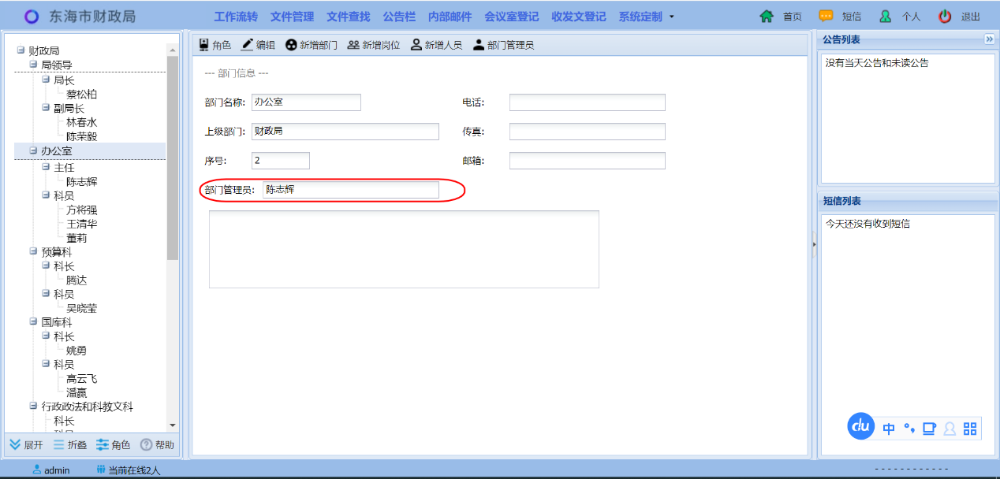 东海市财政局
工作流转 文件管理 文件查找 公告栏 内部邮件 会议室登记 收发文登记 系统定制
首页 短信 个人 退出
财政局
局领导
局长
蔡松柏
副局长
林春水
陈荣毅
办公室
主任
陈志辉
科员
方将强
王清华
董莉
预算科
科长
腾达
科员
吴晓莹
国库科
科长
姚勇
科员
高云飞
潘嬴
行政政法和科教文科
科长
科员
展开 折叠 角色 帮助
角色 编辑 新增部门 新增岗位 新增人员 部门管理员
--- 部门信息 ---
部门名称: 办公室 电话:
上级部门: 财政局 传真:
序号: 2 邮箱:
部门管理员: 陈志辉
公告列表
没有当天公告和未读公告
短信列表
今天还没有收到短信
du 中
admin 当前在线2人
- - - - - - - - - - - -